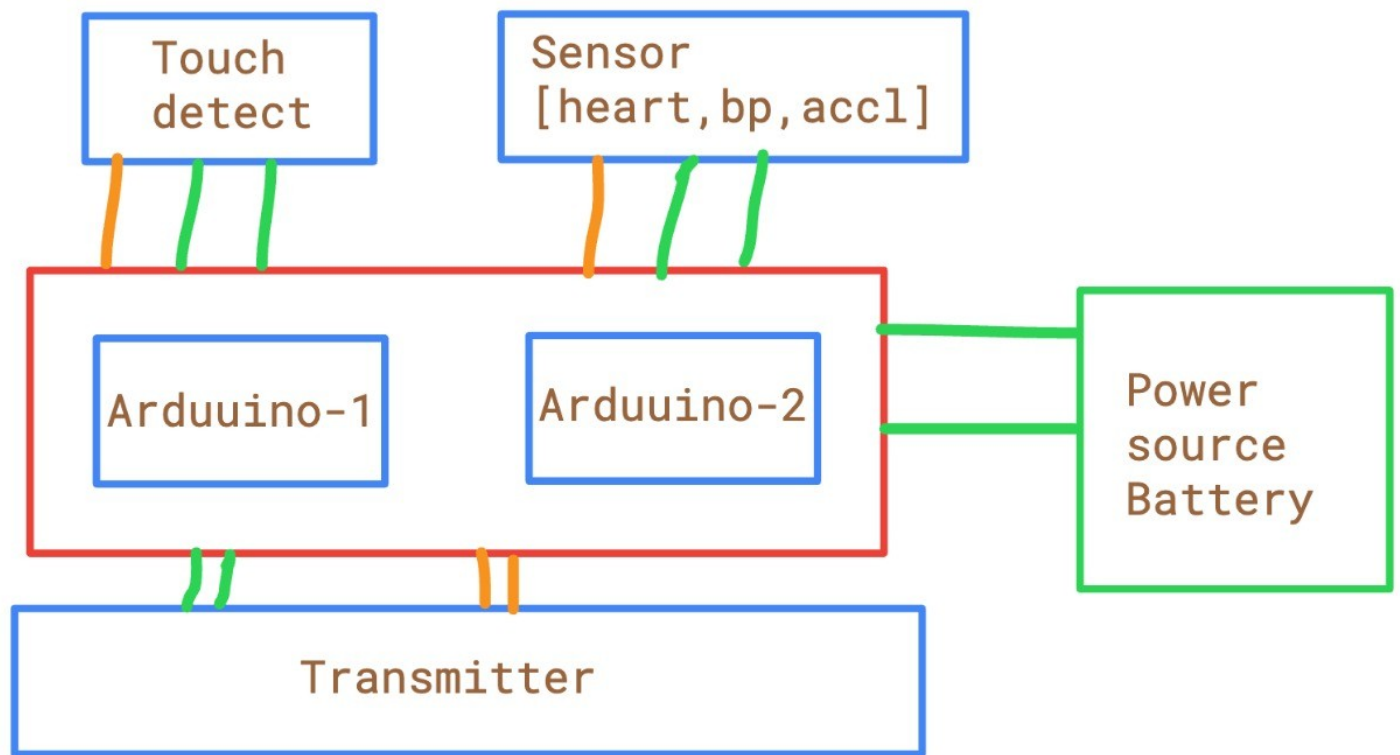 Touch
detect
Sensor
[heart,bp,accl]
Arduuino-1
Arduuino-2
Power
source
Battery
Transmitter